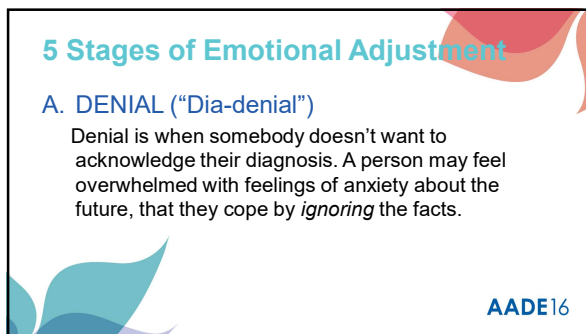 5 Stages of Emotional Adjustment
A. DENIAL (“Dia-denial”)
Denial is when somebody doesn’t want to
acknowledge their diagnosis. A person may feel
overwhelmed with feelings of anxiety about the
future, that they cope by ignoring the facts.
AADE16